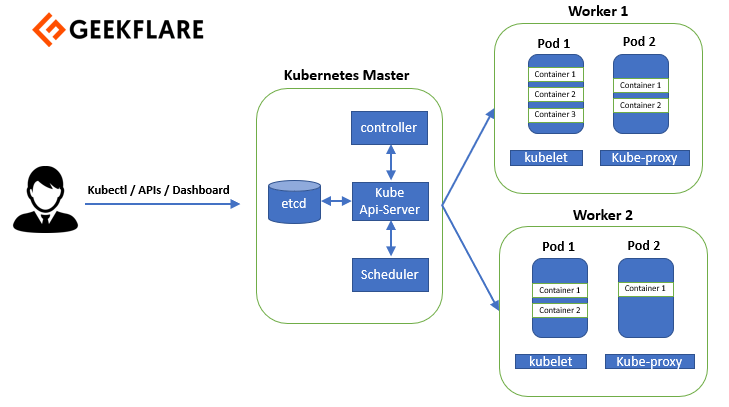 GEEKFLARE
Kubectl / APIs / Dashboard
Kubernetes Master
controller
etcd
Kube
Api-Server
Scheduler
Worker 1
Pod 1
Pod 2
Container 1
Container 2
Container 3
Container 1
Container 2
kubelet
Kube-proxy
Worker 2
Pod 1
Pod 2
Container 1
Container 2
Container 1
kubelet
Kube-proxy